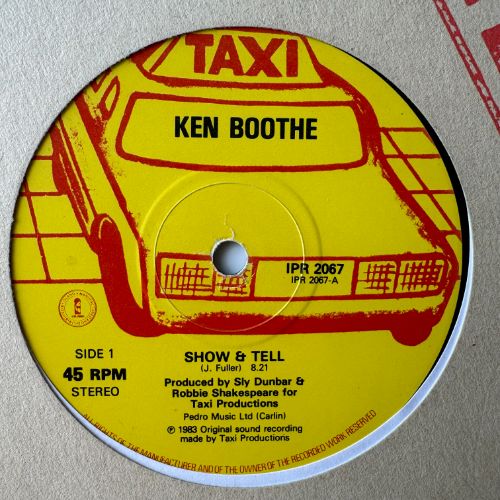 TAXI
KEN BOOTHE
IPR 2067
IPR 2067-A
SIDE 1
45 RPM
STEREO
SHOW & TELL
(J. Fuller) 8.21
Produced by Sly Dunbar &
Robbie Shakespeare for
Taxi Productions
Pedro Music Ltd (Carlin)
℗ 1983 Original sound recording
made by Taxi Productions
ALL RIGHTS OF THE MANUFACTURER AND OF THE OWNER OF THE RECORDED WORK RESERVED